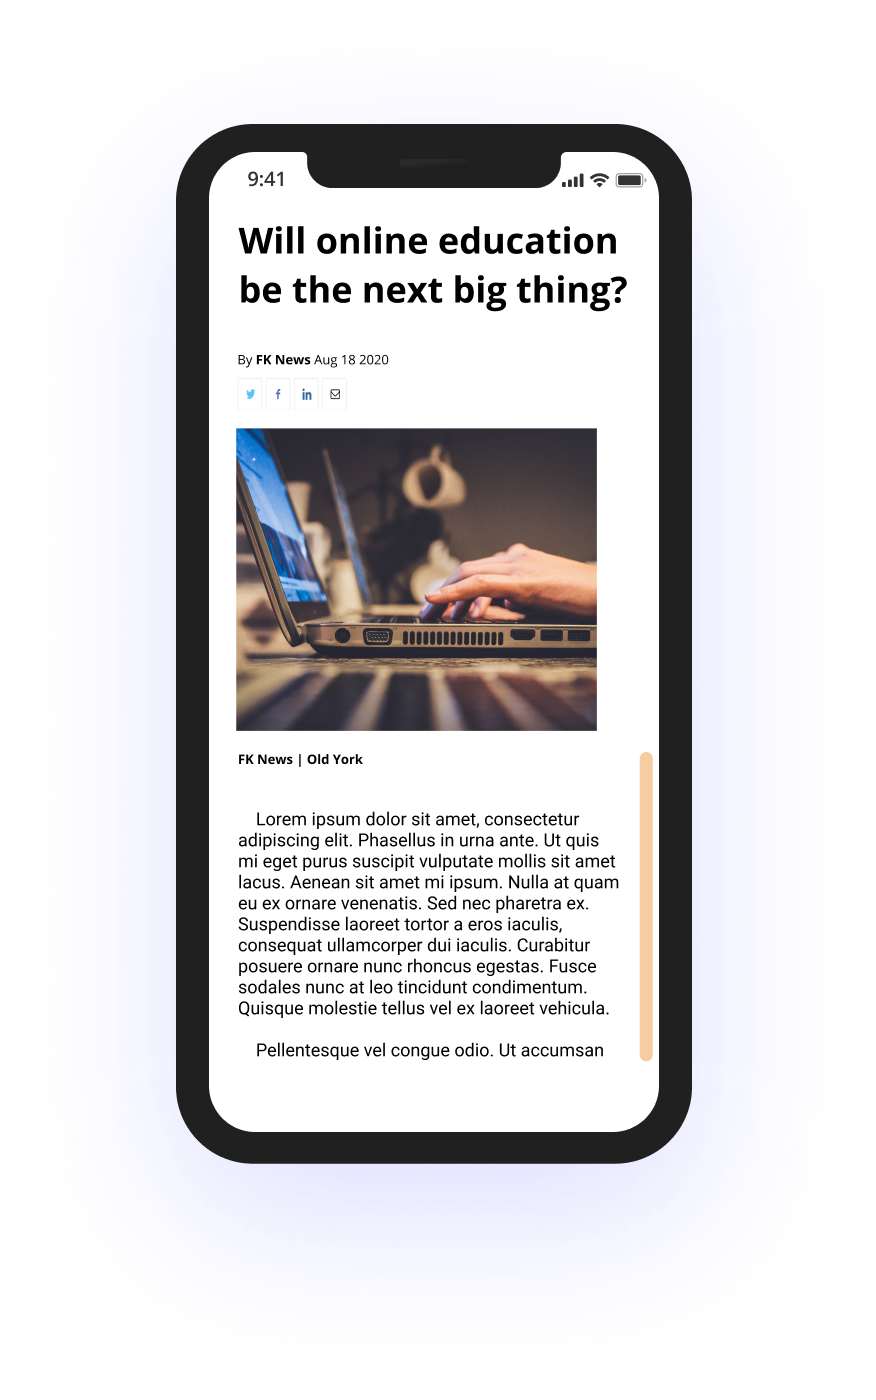 9:41
Will online education
be the next big thing?
By FK News Aug 18 2020
FK News | Old York
Lorem ipsum dolor sit amet, consectetur
adipiscing elit. Phasellus in urna ante. Ut quis
mi eget purus suscipit vulputate mollis sit amet
lacus. Aenean sit amet mi ipsum. Nulla at quam
eu ex ornare venenatis. Sed nec pharetra ex.
Suspendisse laoreet tortor a eros iaculis,
consequat ullamcorper dui iaculis. Curabitur
posuere ornare nunc rhoncus egestas. Fusce
sodales nunc at leo tincidunt condimentum.
Quisque molestie tellus vel ex laoreet vehicula.
Pellentesque vel congue odio. Ut accumsan